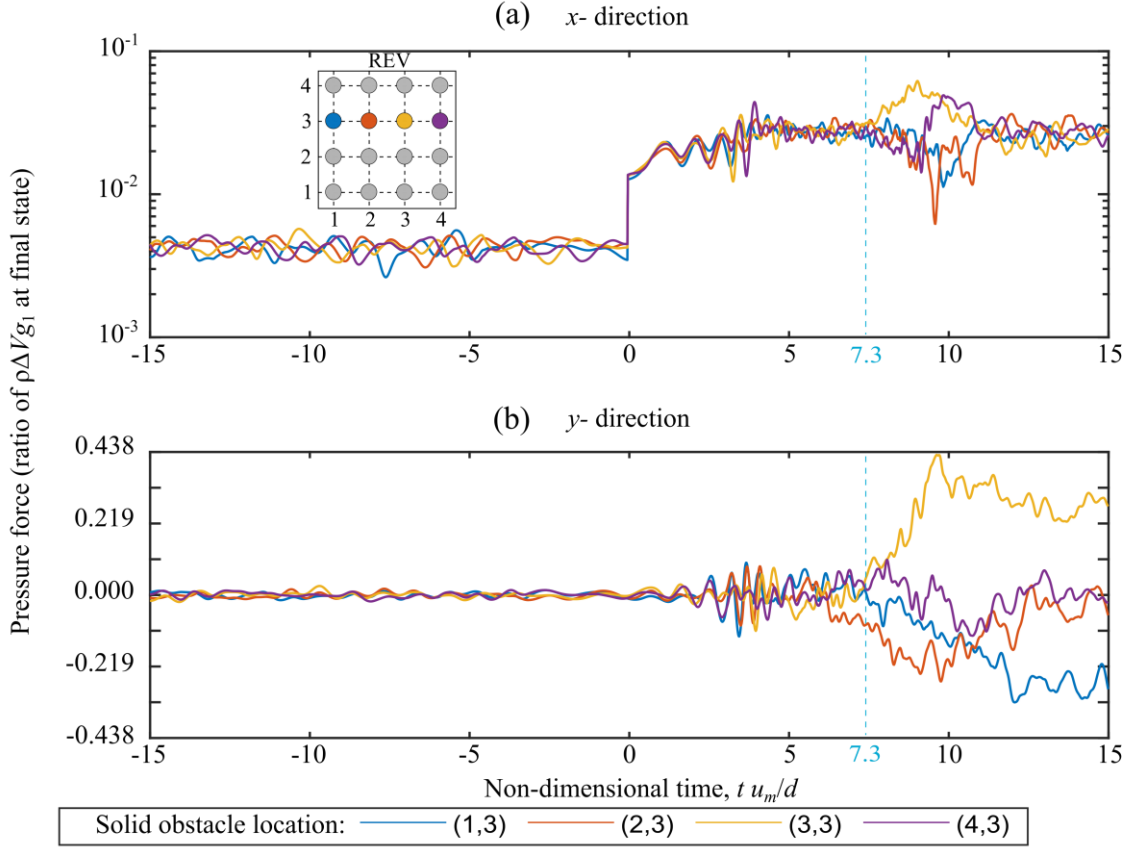 (a) x- direction
Pressure force (ratio of ρΔVg₁ at final state)
10⁻¹
10⁻²
10⁻³
REV
4
3
2
1
1 2 3 4
-15 -10 -5 0 5 7.3 10 15
(b) y- direction
0.438
0.219
0.000
-0.219
-0.438
-15 -10 -5 0 5 7.3 10 15
Non-dimensional time, t uₘ/d
Solid obstacle location: (1,3) (2,3) (3,3) (4,3)